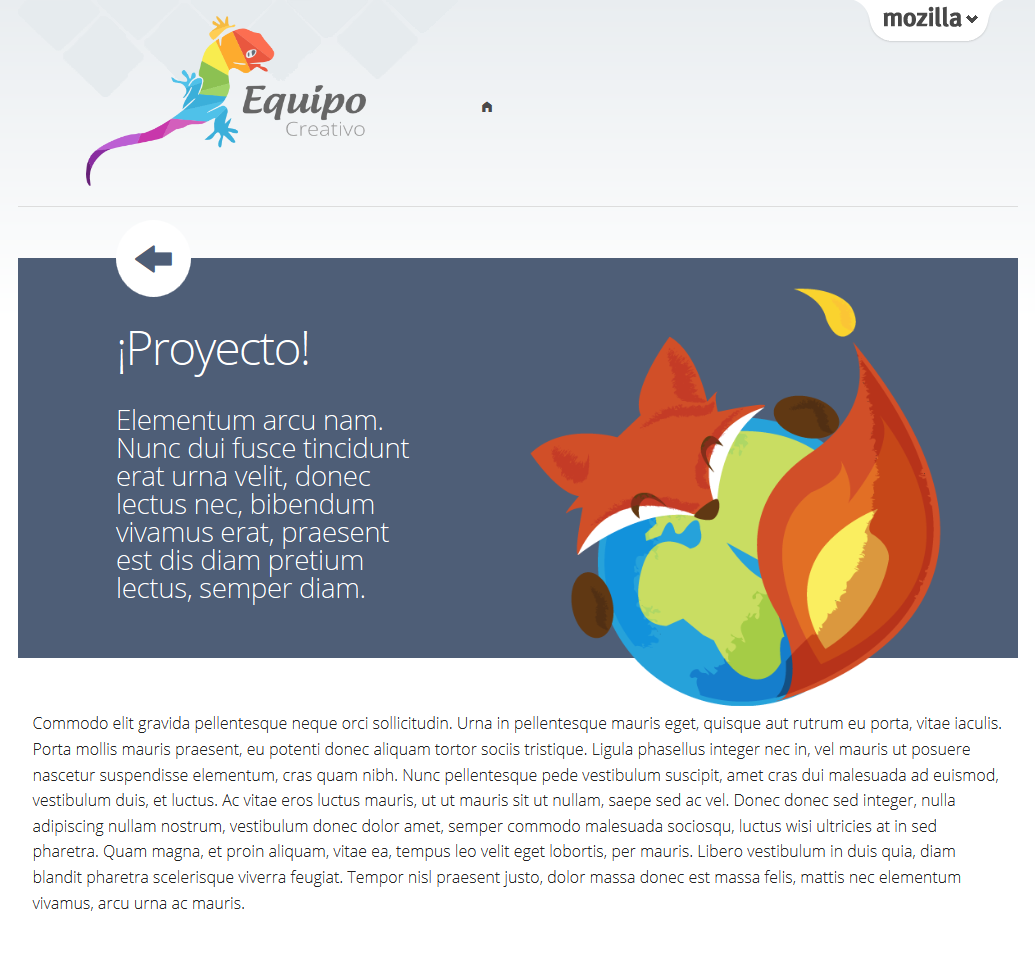 mozilla
Equipo
Creativo
¡Proyecto!
Elementum arcu nam.
Nunc dui fusce tincidunt
erat urna velit, donec
lectus nec, bibendum
vivamus erat, praesent
est dis diam pretium
lectus, semper diam.
Commodo elit gravida pellentesque neque orci sollicitudin. Urna in pellentesque mauris eget, quisque aut rutrum eu porta, vitae iaculis.
Porta mollis mauris praesent, eu potenti donec aliquam tortor sociis tristique. Ligula phasellus integer nec in, vel mauris ut posuere
nascetur suspendisse elementum, cras quam nibh. Nunc pellentesque pede vestibulum suscipit, amet cras dui malesuada ad euismod,
vestibulum duis, et luctus. Ac vitae eros luctus mauris, ut ut mauris sit ut nullam, saepe sed ac vel. Donec donec sed integer, nulla
adipiscing nullam nostrum, vestibulum donec dolor amet, semper commodo malesuada sociosqu, luctus wisi ultricies at in sed
pharetra. Quam magna, et proin aliquam, vitae ea, tempus leo velit eget lobortis, per mauris. Libero vestibulum in duis quia, diam
blandit pharetra scelerisque viverra feugiat. Tempor nisl praesent justo, dolor massa donec est massa felis, mattis nec elementum
vivamus, arcu urna ac mauris.